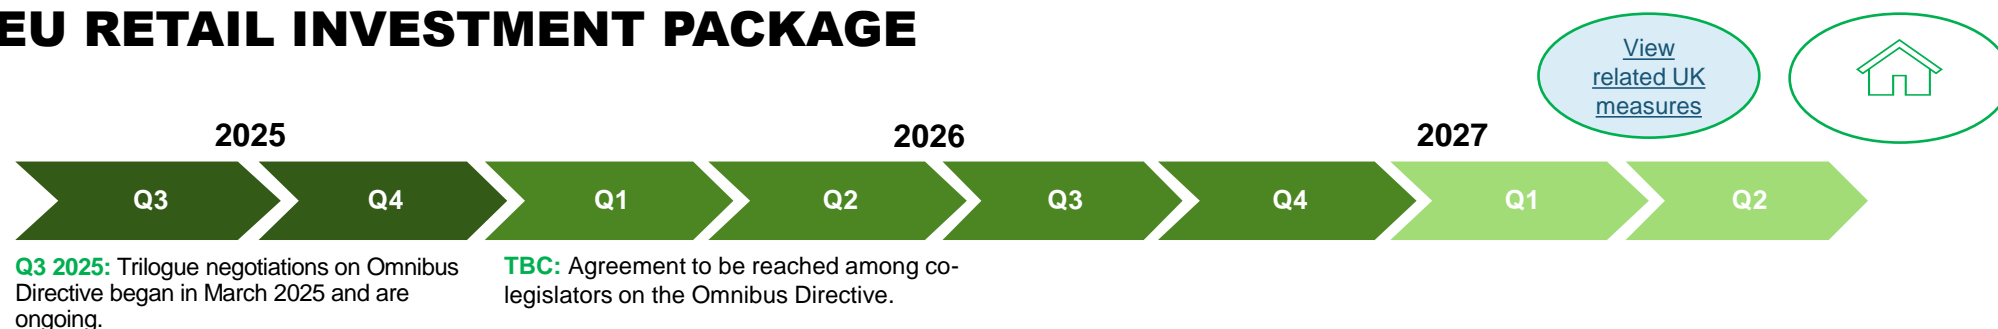 EU RETAIL INVESTMENT PACKAGE
View
related UK
measures
2025
2026
2027
Q3
Q4
Q1
Q2
Q3
Q4
Q1
Q2
Q3 2025: Trilogue negotiations on Omnibus
Directive began in March 2025 and are
ongoing.
TBC: Agreement to be reached among co-
legislators on the Omnibus Directive.